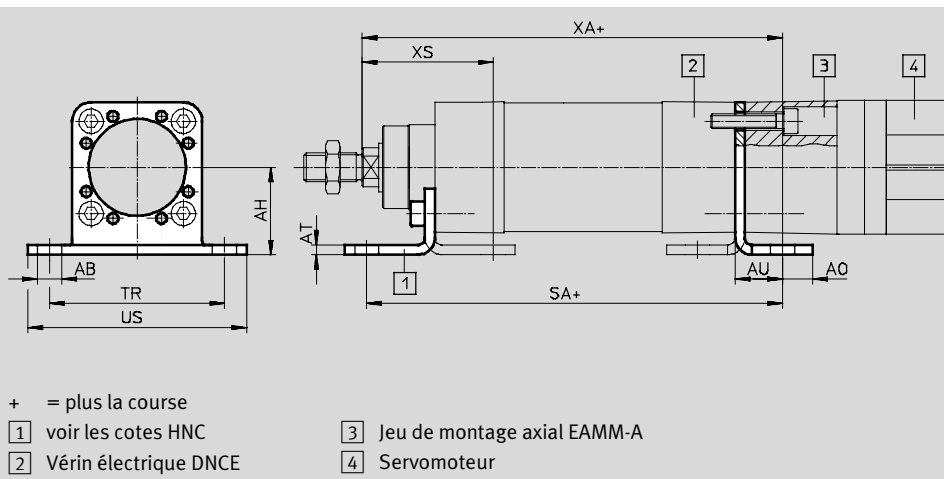 XA+
XS
2
3
4
AH
AT
AB
TR
US
1
AU
AO
SA+
+ = plus la course
1 voir les cotes HNC
2 Vérin électrique DNCE
3 Jeu de montage axial EAMM-A
4 Servomoteur